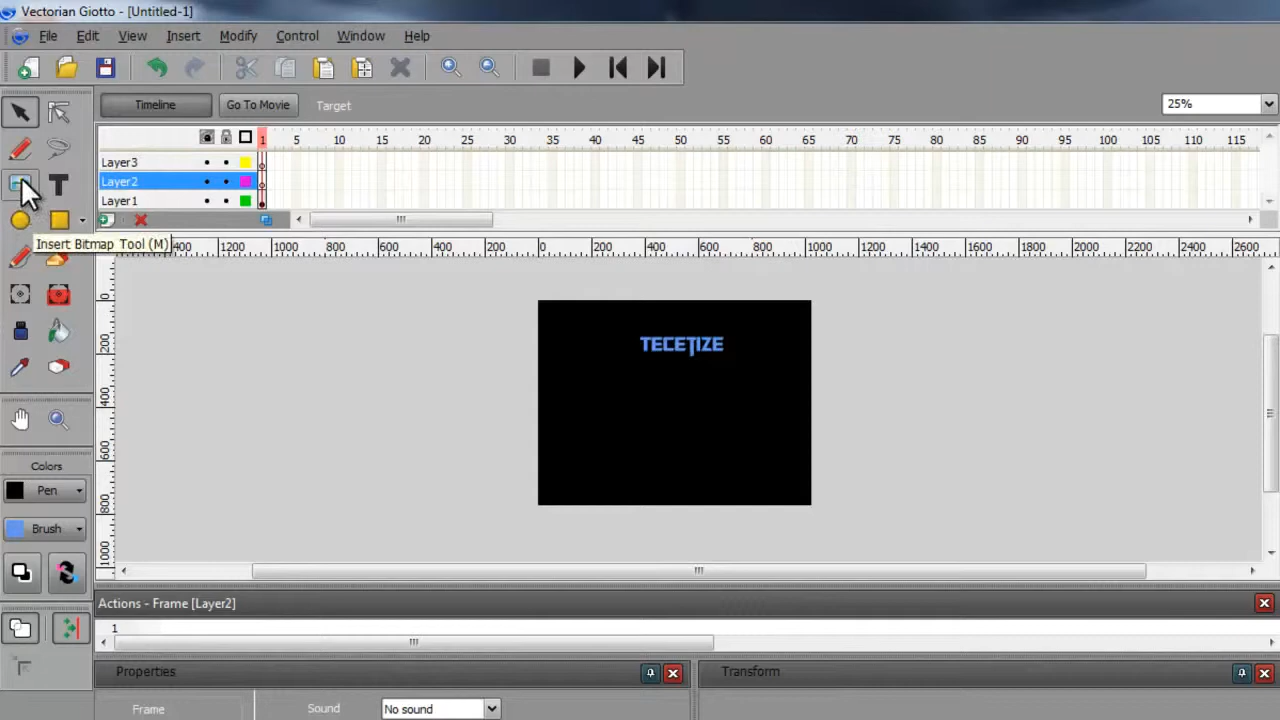 Vectorian Giotto - [Untitled-1]
File Edit View Insert Modify Control Window Help
Timeline Go To Movie Target 25%
1 5 10 15 20 25 30 35 40 45 50 55 60 65 70 75 80 85 90 95 100 105 110 115
Layer3
Layer2
Layer1
Insert Bitmap Tool (M)
400 1200 1000 800 600 400 200 0 200 400 600 800 1000 1200 1400 1600 1800 2000 2200 2400 2600
0
200
400
600
800
1000
TECETIZE
Colors
Pen
Brush
Actions - Frame [Layer2]
1
Properties Transform
Frame Sound No sound